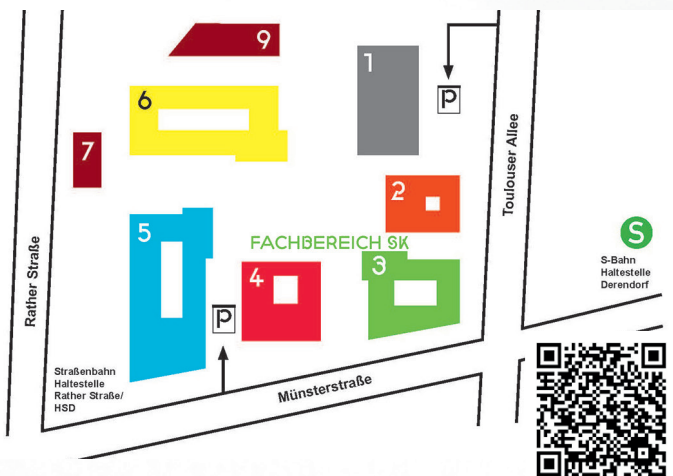 9
1
P
6
7
Toulouser Allee
2
5
FACHBEREICH SK
S
3
4
S-Bahn
Haltestelle
Derendorf
Rather Straße
P
Straßenbahn
Haltestelle
Rather Straße/
HSD
Münsterstraße